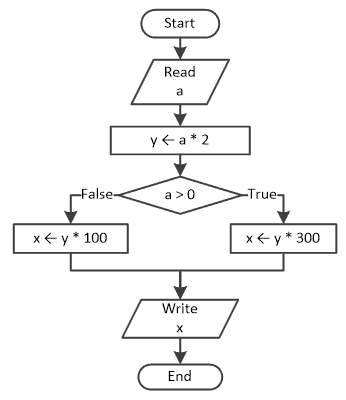 Start
Read
a
y ← a * 2
False
a > 0
True
x ← y * 100
x ← y * 300
Write
x
End